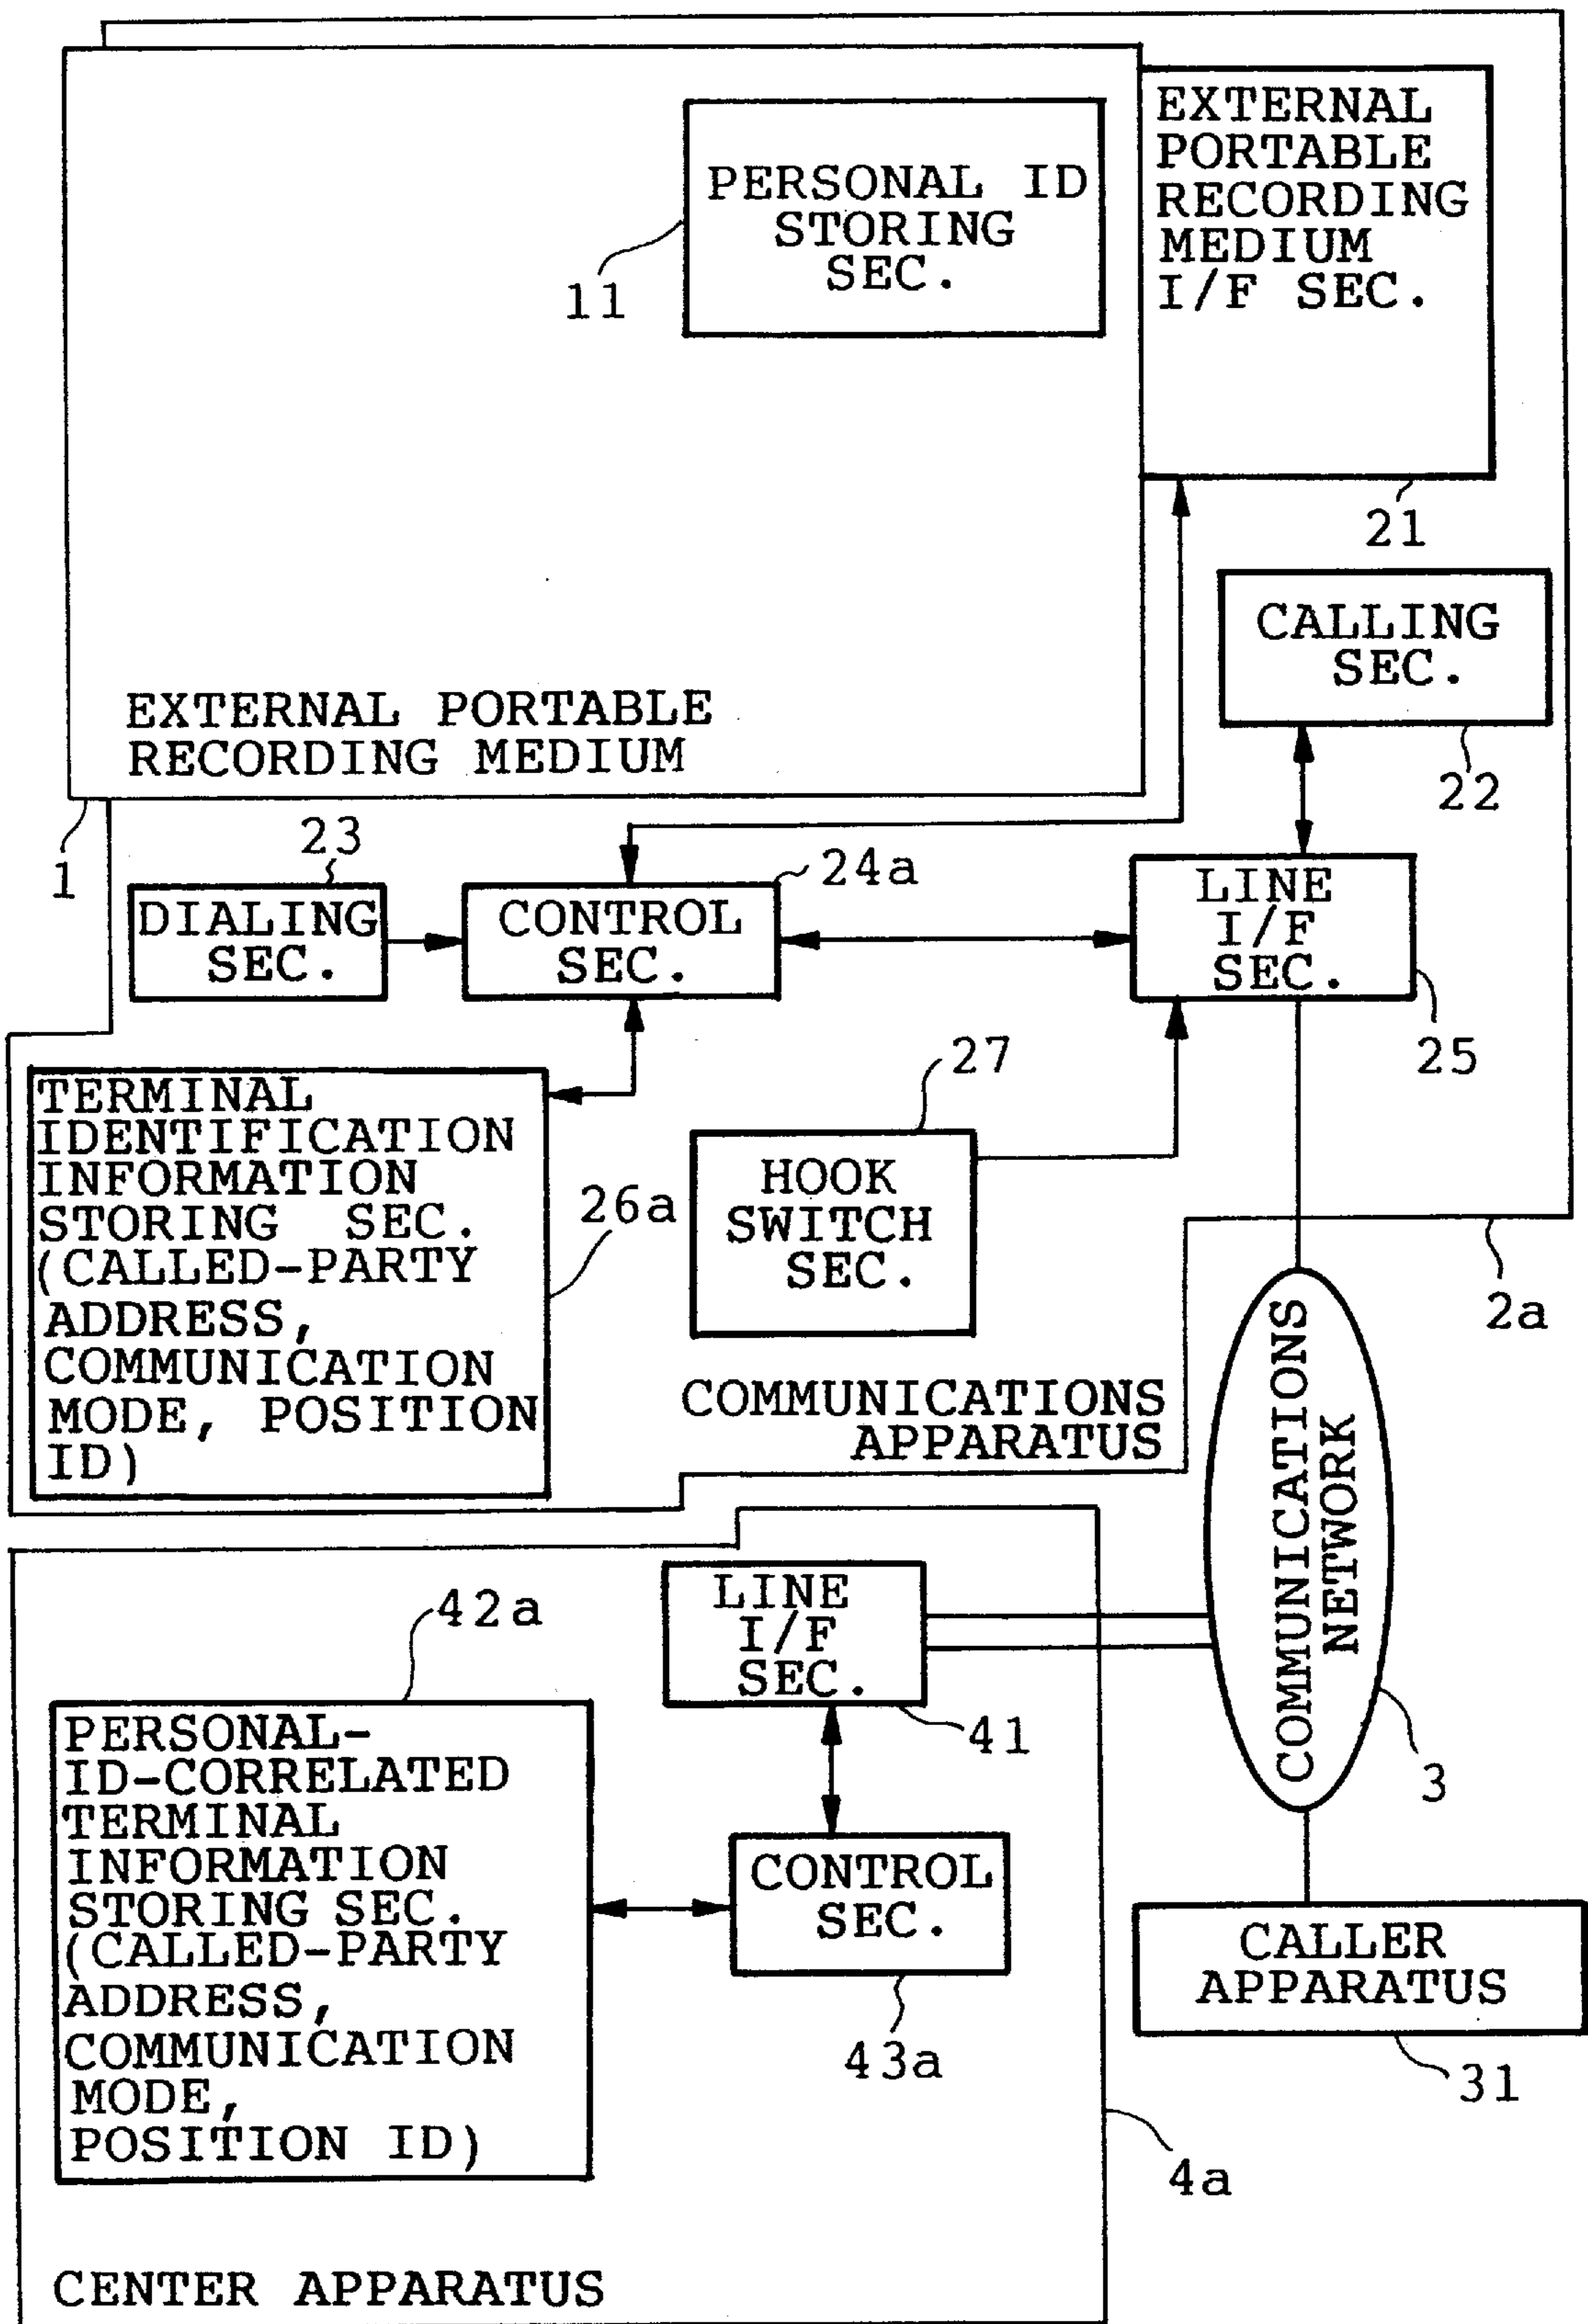 EXTERNAL
PORTABLE
RECORDING
MEDIUM
I/F SEC.
PERSONAL ID
STORING
SEC.
11
21
CALLING
SEC.
22
EXTERNAL PORTABLE
RECORDING MEDIUM
1
23
24a
DIALING
SEC.
CONTROL
SEC.
LINE
I/F
SEC.
25
27
TERMINAL
IDENTIFICATION
INFORMATION
STORING SEC.
(CALLED-PARTY
ADDRESS,
COMMUNICATION
MODE, POSITION
ID)
26a
HOOK
SWITCH
SEC.
2a
COMMUNICATIONS
APPARATUS
COMMUNICATIONS
NETWORK
3
42a
LINE
I/F
SEC.
41
PERSONAL-
ID-CORRELATED
TERMINAL
INFORMATION
STORING SEC.
(CALLED-PARTY
ADDRESS,
COMMUNICATION
MODE,
POSITION ID)
CONTROL
SEC.
43a
CALLER
APPARATUS
31
4a
CENTER APPARATUS